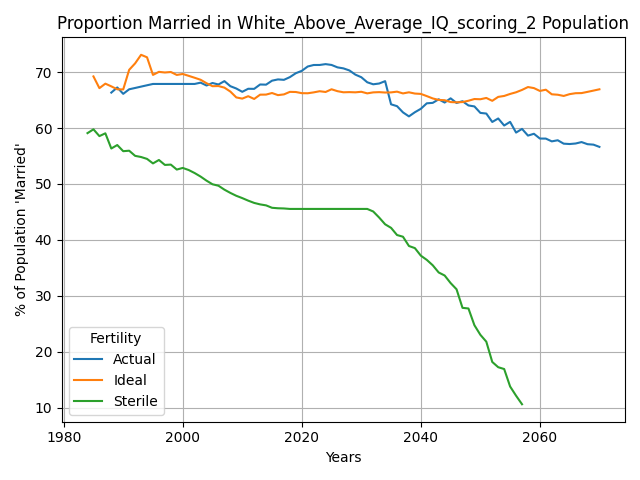 Proportion Married in White_Above_Average_IQ_scoring_2 Population
% of Population 'Married'
70
60
50
40
30
20
10
Fertility
Actual
Ideal
Sterile
1980
2000
2020
2040
2060
Years